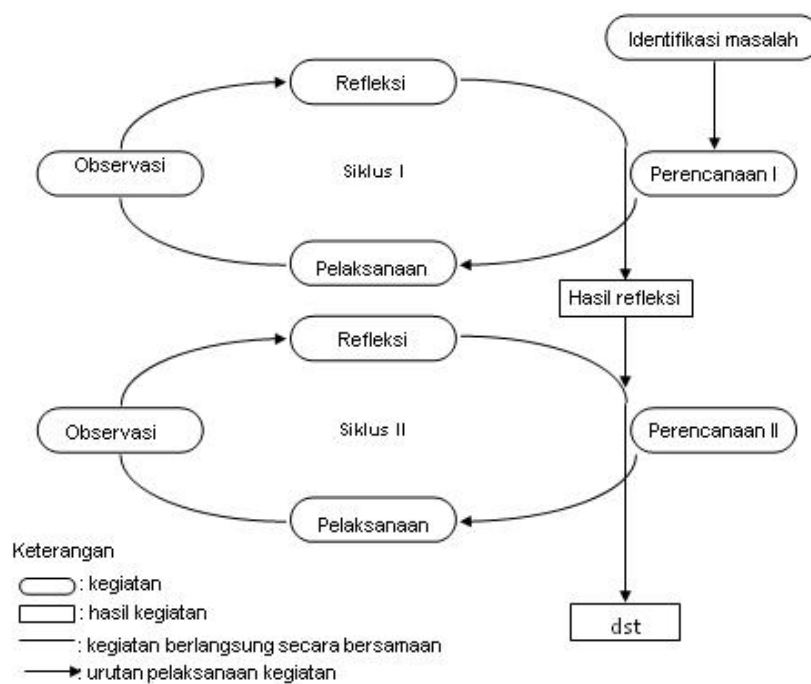 Identifikasi masalah
Refleksi
Observasi
Siklus I
Perencanaan I
Pelaksanaan
Hasil refleksi
Refleksi
Observasi
Siklus II
Perencanaan II
Pelaksanaan
Keterangan
: kegiatan
: hasil kegiatan
: kegiatan berlangsung secara bersamaan
: urutan pelaksanaan kegiatan
dst